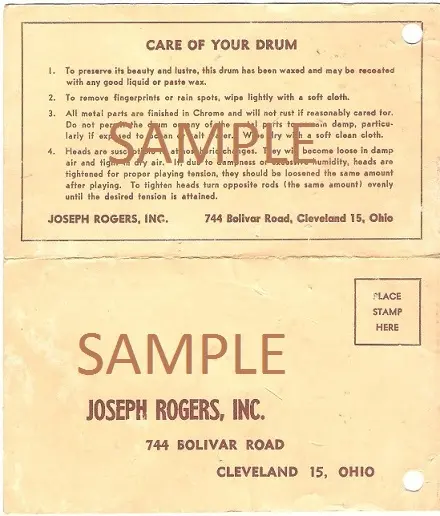 CARE OF YOUR DRUM
1. To preserve its beauty and lustre, this drum has been waxed and may be recoated
with any good liquid or paste wax.
2. To remove fingerprints or rain spots, wipe lightly with a soft cloth.
3. All metal parts are finished in Chrome and will not rust if reasonably cared for.
Do not permit the drum or any of the metal parts to remain damp, particu-
larly if exposed to salt water. Wipe dry with a soft clean cloth.
SAMPLE
4. Heads are susceptible to atmospheric changes. They will become loose in damp
air and tight in dry air. If, due to dampness or excessive humidity, heads are
tightened for proper playing tension, they should be loosened the same amount
after playing. To tighten heads turn opposite rods (the same amount) evenly
until the desired tension is attained.
JOSEPH ROGERS, INC. 744 Bolivar Road, Cleveland 15, Ohio
PLACE
STAMP
HERE
SAMPLE
JOSEPH ROGERS, INC.
744 BOLIVAR ROAD
CLEVELAND 15, OHIO